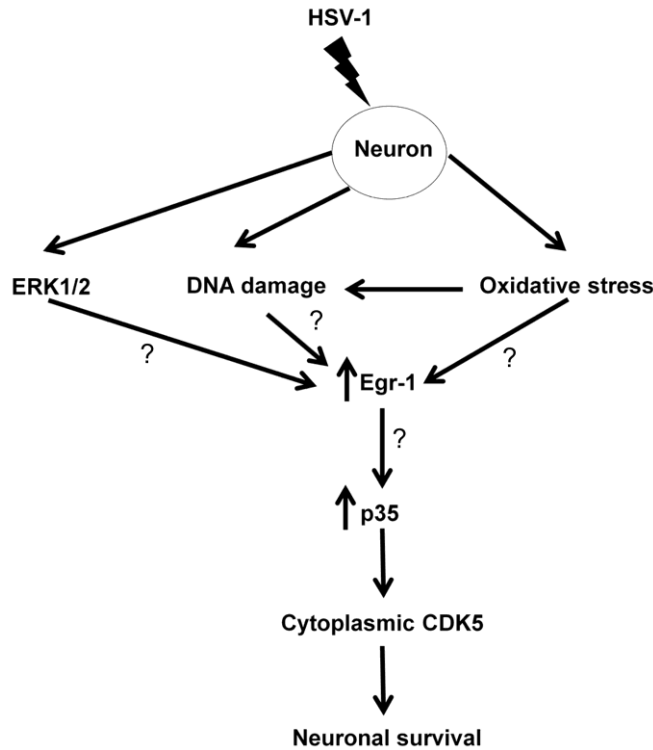 HSV-1
Neuron
ERK1/2
DNA damage
Oxidative stress
?
?
?
Egr-1
?
p35
Cytoplasmic CDK5
Neuronal survival